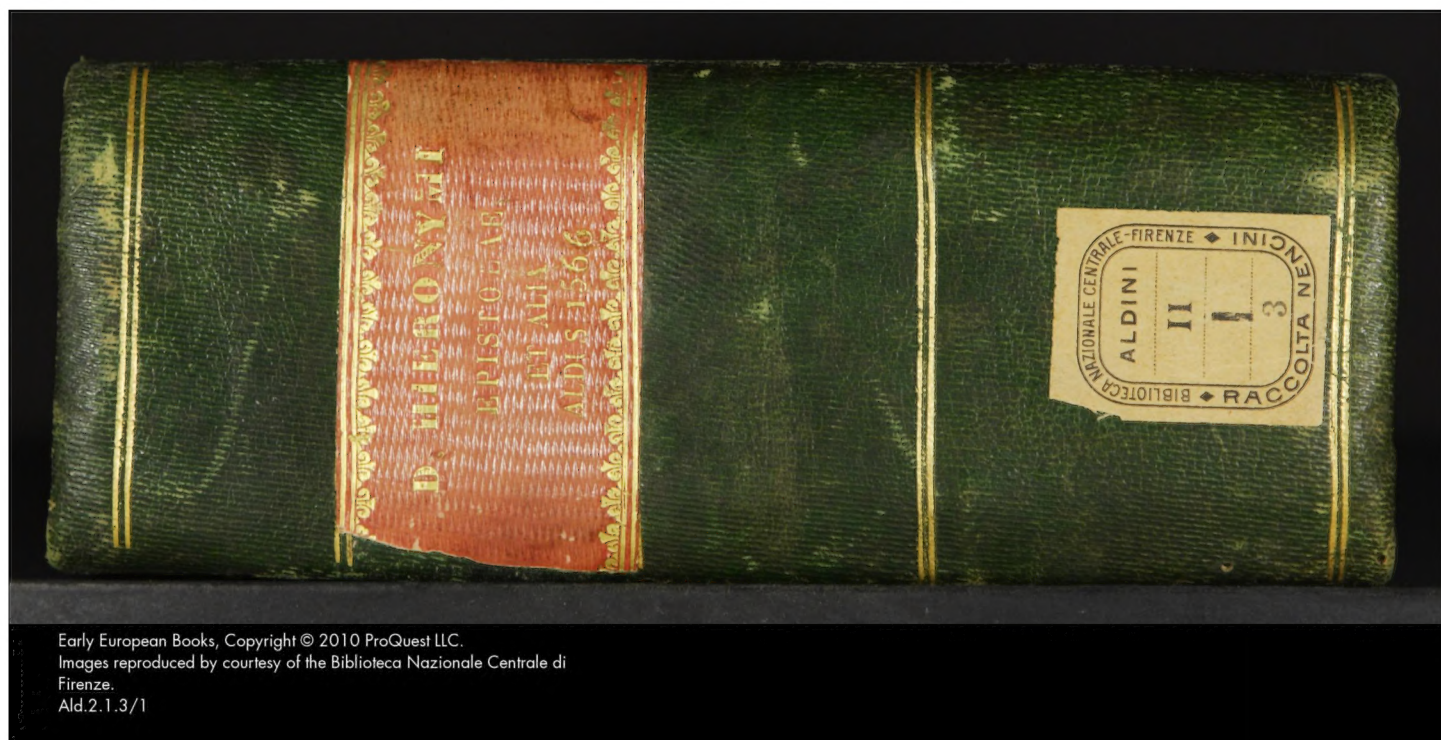 D HIERONYMI
EPISTOLAE
ET ALIA
ALDIS 1566
BIBLIOTECA NAZIONALE CENTRALE-FIRENZE ◆ RACCOLTA NENCINI ◆
ALDINI
II
1
3
Early European Books, Copyright © 2010 ProQuest LLC.
Images reproduced by courtesy of the Biblioteca Nazionale Centrale di
Firenze.
Ald.2.1.3/1